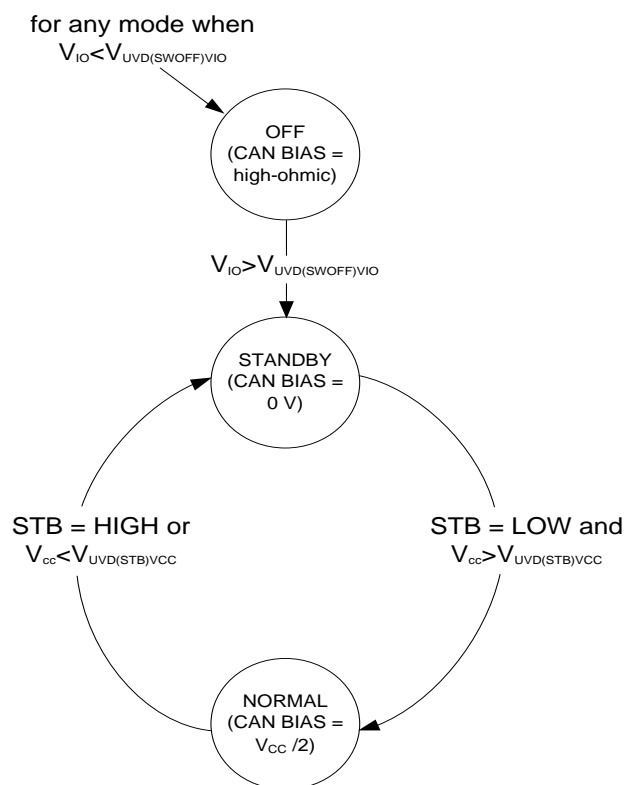 for any mode when
VIO<VUVD(SWOFF)VIO
OFF
(CAN BIAS =
high-ohmic)
VIO>VUVD(SWOFF)VIO
STANDBY
(CAN BIAS =
0 V)
STB = HIGH or
Vcc<VUVD(STB)VCC
STB = LOW and
Vcc>VUVD(STB)VCC
NORMAL
(CAN BIAS =
VCC /2)